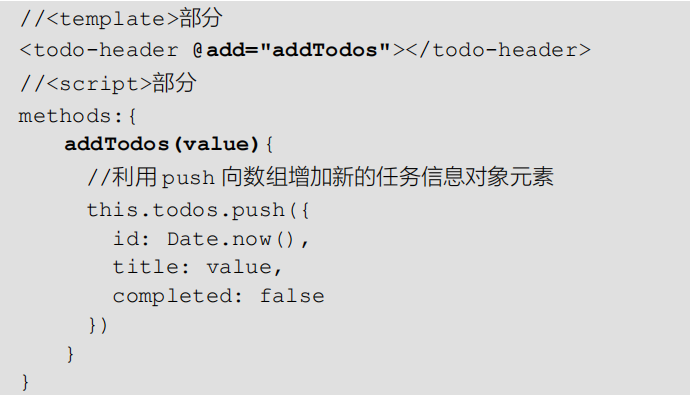 //<template>部分
<todo-header @add="addTodos"></todo-header>
//<script>部分
methods:{
addTodos(value){
//利用 push 向数组增加新的任务信息对象元素
this.todos.push({
id: Date.now(),
title: value,
completed: false
})
}
}